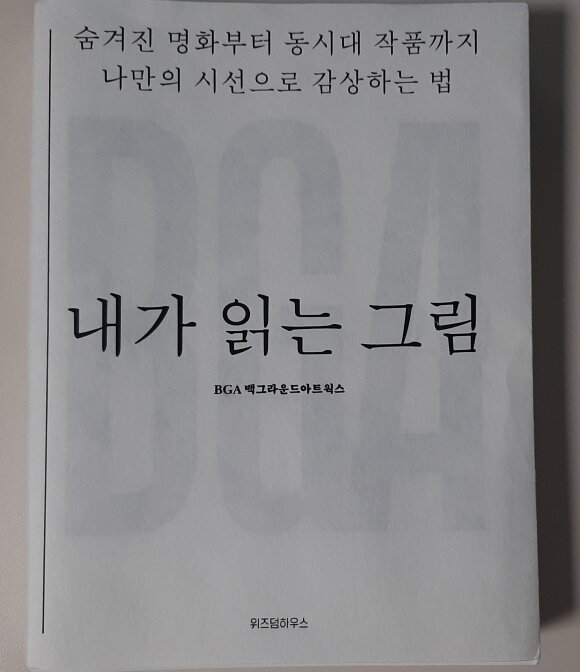 숨겨진 명화부터 동시대 작품까지
나만의 시선으로 감상하는 법
BGA
내가 읽는 그림
BGA 백그라운드아트웍스
위즈덤하우스